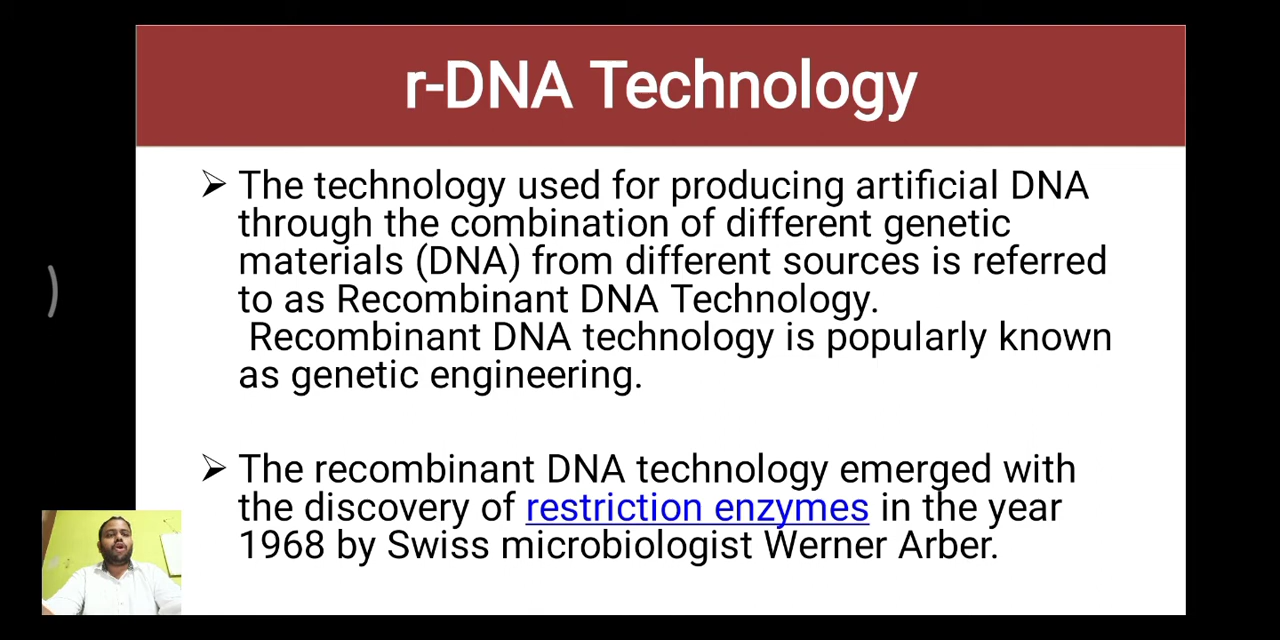 r-DNA Technology
➢ The technology used for producing artificial DNA
through the combination of different genetic
materials (DNA) from different sources is referred
to as Recombinant DNA Technology.
Recombinant DNA technology is popularly known
as genetic engineering.
➢ The recombinant DNA technology emerged with
the discovery of restriction enzymes in the year
1968 by Swiss microbiologist Werner Arber.